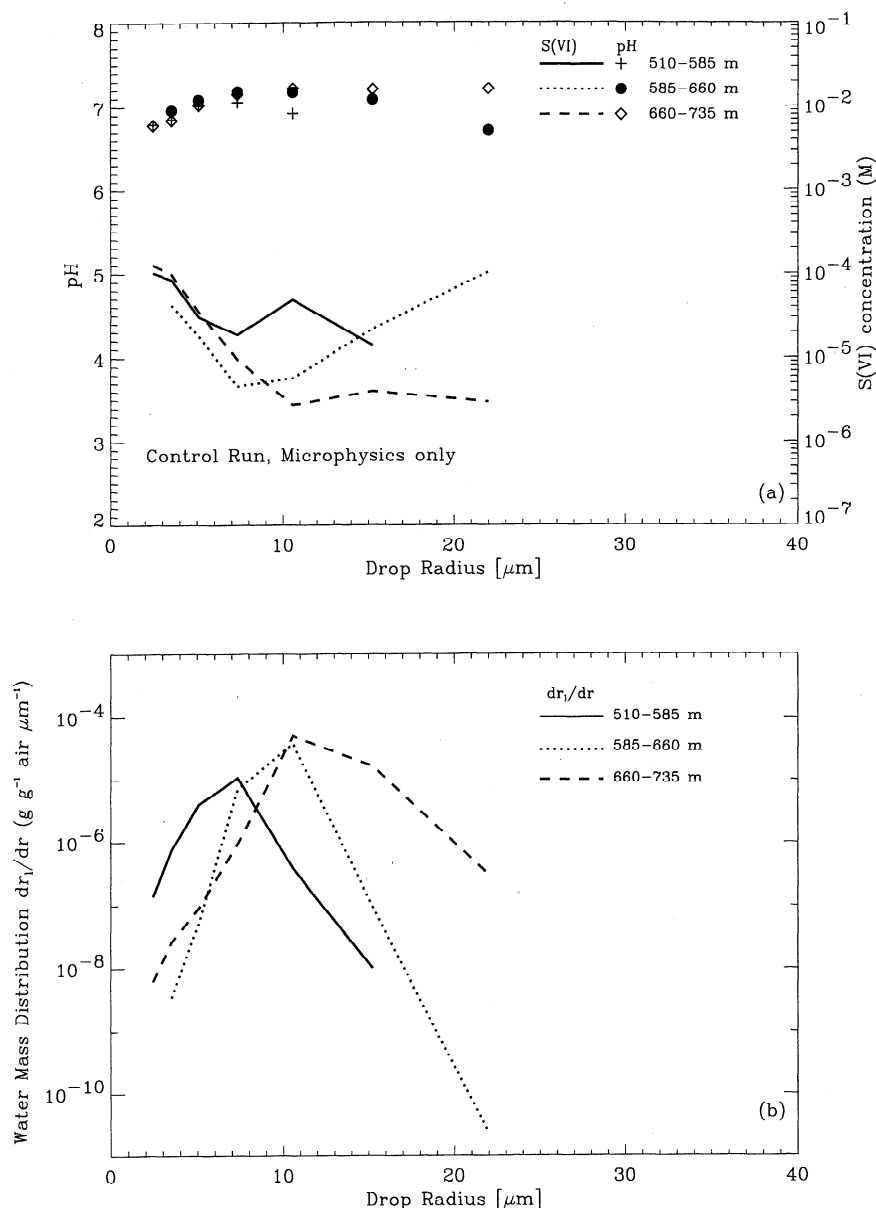 8
7
6
5
4
3
2
pH
10⁻¹
10⁻²
10⁻³
10⁻⁴
10⁻⁵
10⁻⁶
10⁻⁷
S(VI) concentration (M)
S(VI) pH
510−585 m
585−660 m
660−735 m
Control Run, Microphysics only
(a)
0 10 20 30 40
Drop Radius [μm]
Water Mass Distribution drₗ/dr (g g⁻¹ air μm⁻¹)
10⁻⁴
10⁻⁶
10⁻⁸
10⁻¹⁰
drₗ/dr
510−585 m
585−660 m
660−735 m
(b)
0 10 20 30 40
Drop Radius [μm]